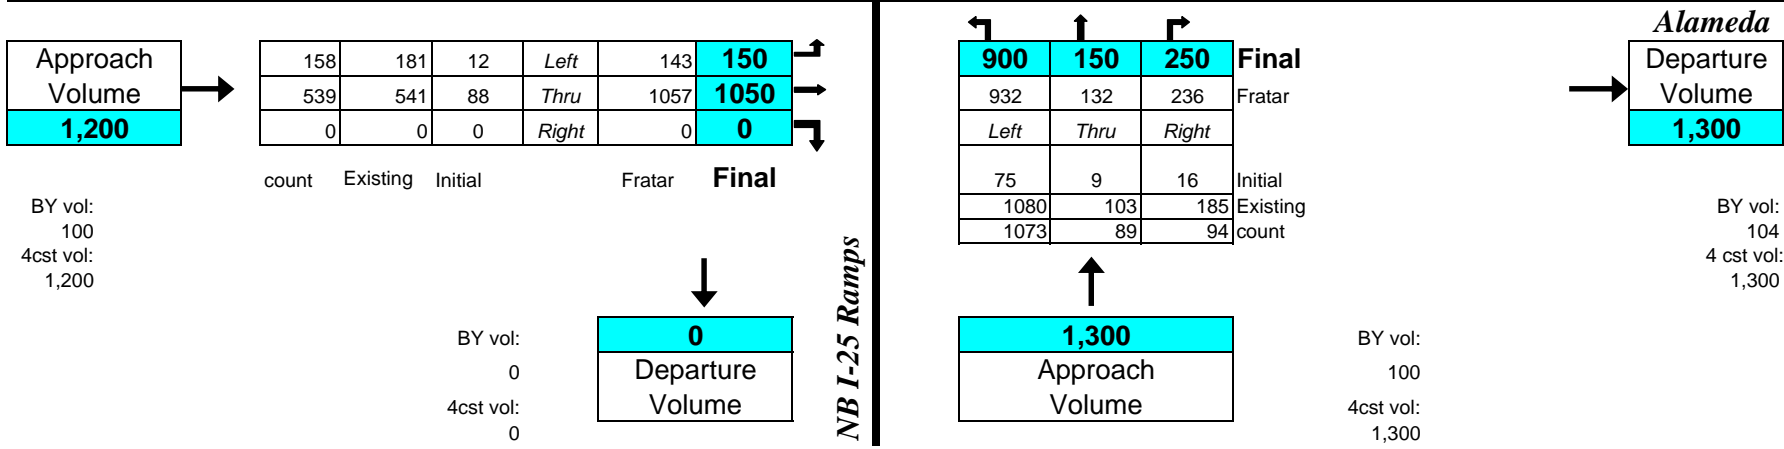 Alameda
Approach
Volume
1,200
158 181 12 Left 143 150
539 541 88 Thru 1057 1050
0 0 0 Right 0 0
count Existing Initial Fratar Final
BY vol:
100
4cst vol:
1,200
BY vol:
0
4cst vol:
0
0
Departure
Volume
NB I-25 Ramps
900 150 250 Final
932 132 236 Fratar
Left Thru Right
75 9 16 Initial
1080 103 185 Existing
1073 89 94 count
1,300
Approach
Volume
BY vol:
100
4cst vol:
1,300
Departure
Volume
1,300
BY vol:
104
4 cst vol:
1,300